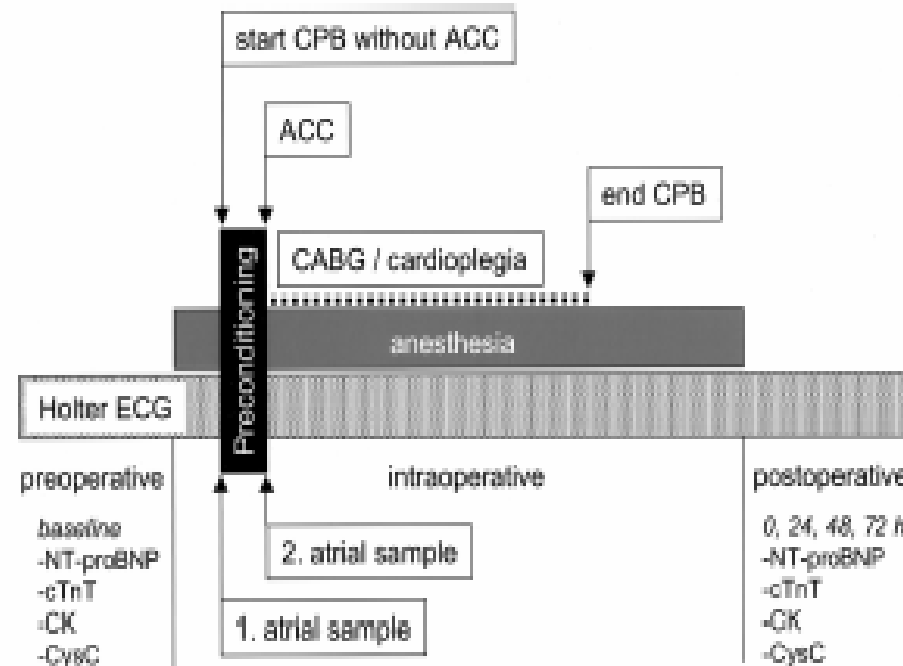 start CPB without ACC
ACC
end CPB
CABG / cardioplegia
anesthesia
Preconditioning
Holter ECG
preoperative
intraoperative
postoperative
baseline
-NT-proBNP
-cTnT
-CK
-CysC
2. atrial sample
1. atrial sample
0, 24, 48, 72 h
-NT-proBNP
-cTnT
-CK
-CysC